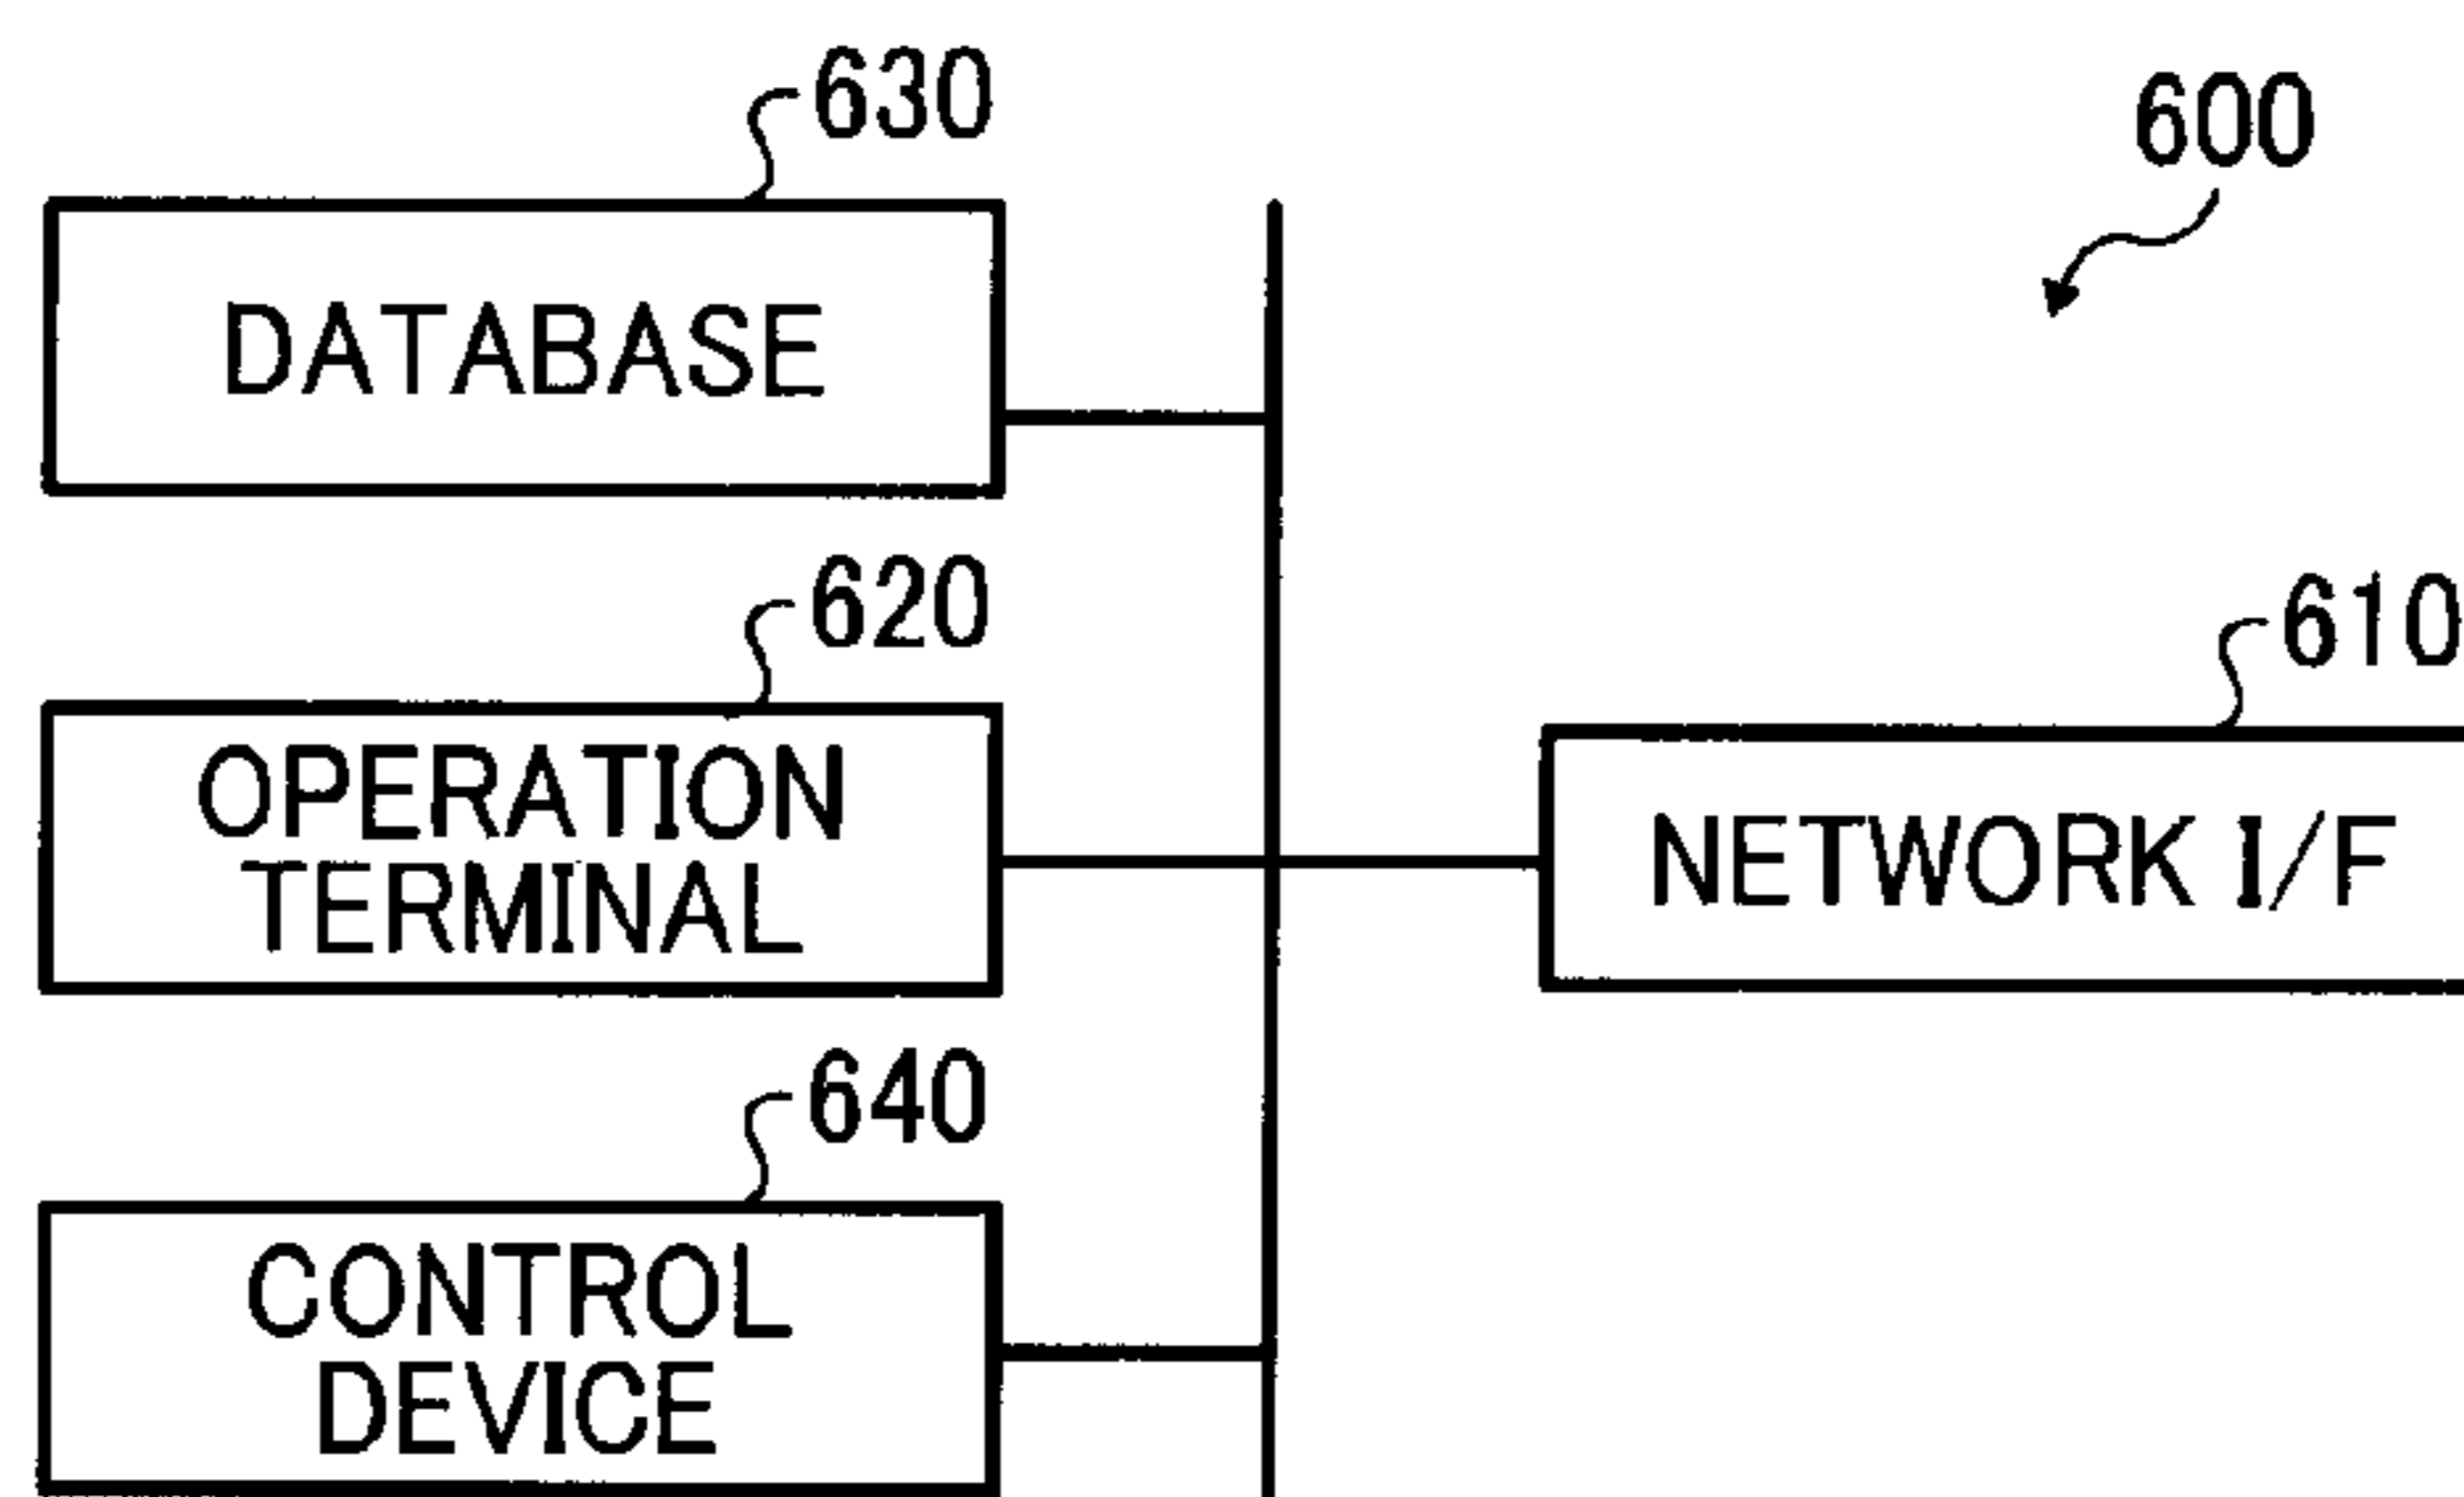 630
600
DATABASE
620
610
OPERATION
TERMINAL
NETWORK I/F
640
CONTROL
DEVICE